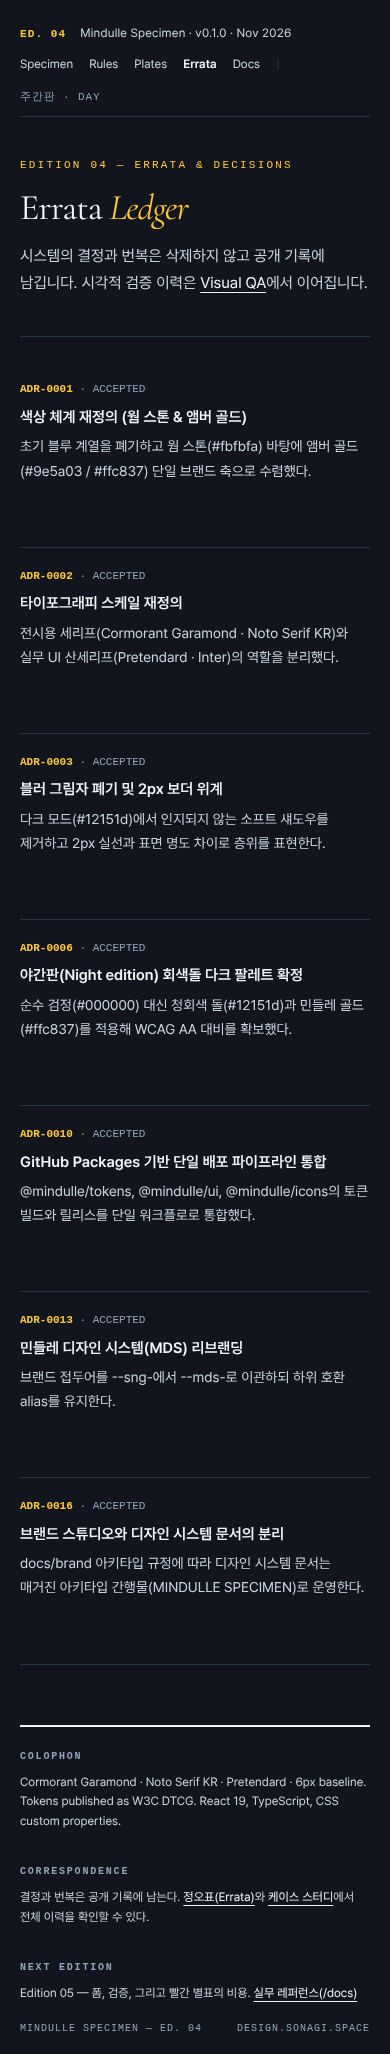 ED. 04 Mindulle Specimen · v0.1.0 · Nov 2026
Specimen Rules Plates Errata Docs
주간판 · DAY
EDITION 04 — ERRATA & DECISIONS
Errata Ledger
시스템의 결정과 번복은 삭제하지 않고 공개 기록에
남깁니다. 시각적 검증 이력은 Visual QA에서 이어집니다.
ADR-0001 · ACCEPTED
색상 체계 재정의 (웜 스톤 & 앰버 골드)
초기 블루 계열을 폐기하고 웜 스톤(#fbfbfa) 바탕에 앰버 골드
(#9e5a03 / #ffc837) 단일 브랜드 축으로 수렴했다.
ADR-0002 · ACCEPTED
타이포그래피 스케일 재정의
전시용 세리프(Cormorant Garamond · Noto Serif KR)와
실무 UI 산세리프(Pretendard · Inter)의 역할을 분리했다.
ADR-0003 · ACCEPTED
블러 그림자 폐기 및 2px 보더 위계
다크 모드(#12151d)에서 인지되지 않는 소프트 섀도우를
제거하고 2px 실선과 표면 명도 차이로 층위를 표현한다.
ADR-0006 · ACCEPTED
야간판(Night edition) 회색돌 다크 팔레트 확정
순수 검정(#000000) 대신 청회색 돌(#12151d)과 민들레 골드
(#ffc837)를 적용해 WCAG AA 대비를 확보했다.
ADR-0010 · ACCEPTED
GitHub Packages 기반 단일 배포 파이프라인 통합
@mindulle/tokens, @mindulle/ui, @mindulle/icons의 토큰
빌드와 릴리스를 단일 워크플로로 통합했다.
ADR-0013 · ACCEPTED
민들레 디자인 시스템(MDS) 리브랜딩
브랜드 접두어를 --sng-에서 --mds-로 이관하되 하위 호환
alias를 유지한다.
ADR-0016 · ACCEPTED
브랜드 스튜디오와 디자인 시스템 문서의 분리
docs/brand 아키타입 규정에 따라 디자인 시스템 문서는
매거진 아키타입 간행물(MINDULLE SPECIMEN)로 운영한다.
COLOPHON
Cormorant Garamond · Noto Serif KR · Pretendard · 6px baseline.
Tokens published as W3C DTCG. React 19, TypeScript, CSS
custom properties.
CORRESPONDENCE
결정과 번복은 공개 기록에 남는다. 정오표(Errata)와 케이스 스터디에서
전체 이력을 확인할 수 있다.
NEXT EDITION
Edition 05 — 폼, 검증, 그리고 빨간 별표의 비용. 실무 레퍼런스(/docs)
MINDULLE SPECIMEN — ED. 04 DESIGN.SONAGI.SPACE